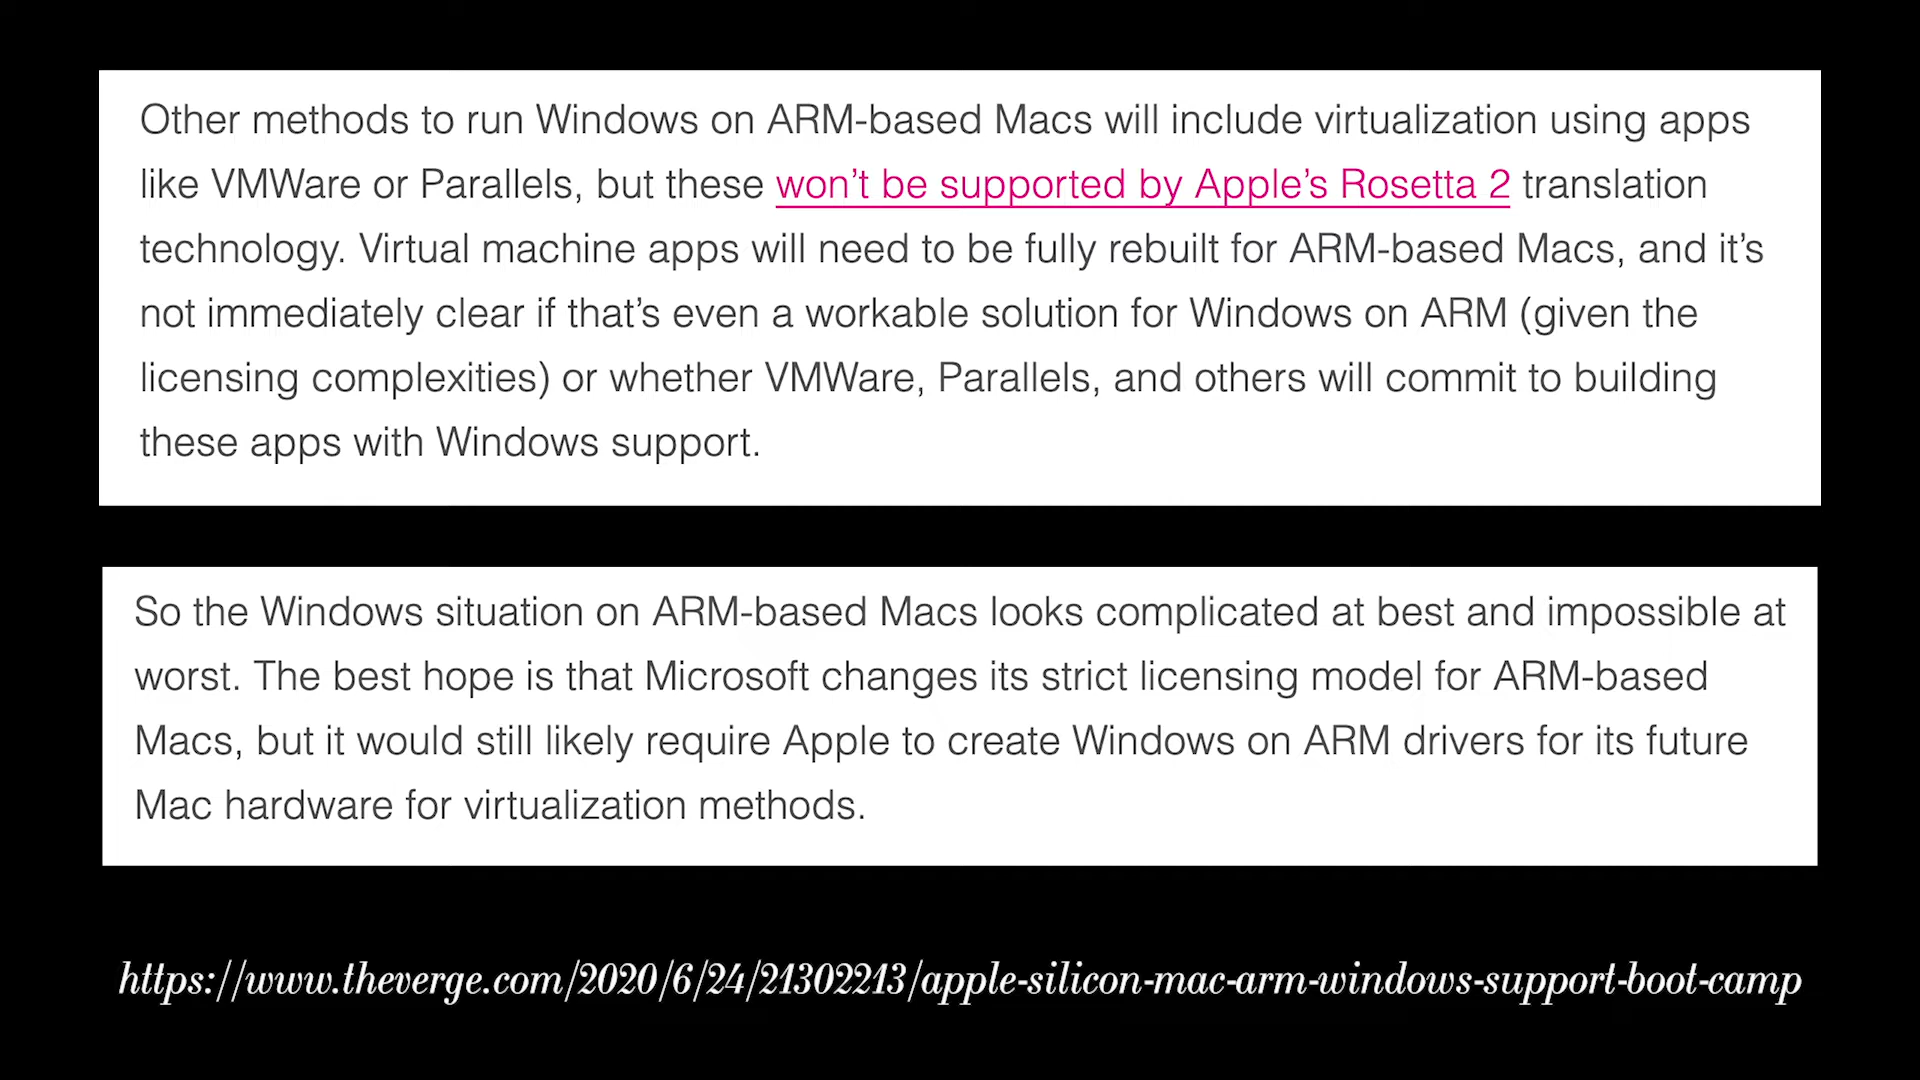 Other methods to run Windows on ARM-based Macs will include virtualization using apps
like VMWare or Parallels, but these won’t be supported by Apple’s Rosetta 2 translation
technology. Virtual machine apps will need to be fully rebuilt for ARM-based Macs, and it’s
not immediately clear if that’s even a workable solution for Windows on ARM (given the
licensing complexities) or whether VMWare, Parallels, and others will commit to building
these apps with Windows support.
So the Windows situation on ARM-based Macs looks complicated at best and impossible at
worst. The best hope is that Microsoft changes its strict licensing model for ARM-based
Macs, but it would still likely require Apple to create Windows on ARM drivers for its future
Mac hardware for virtualization methods.
https://www.theverge.com/2020/6/24/21302213/apple-silicon-mac-arm-windows-support-boot-camp